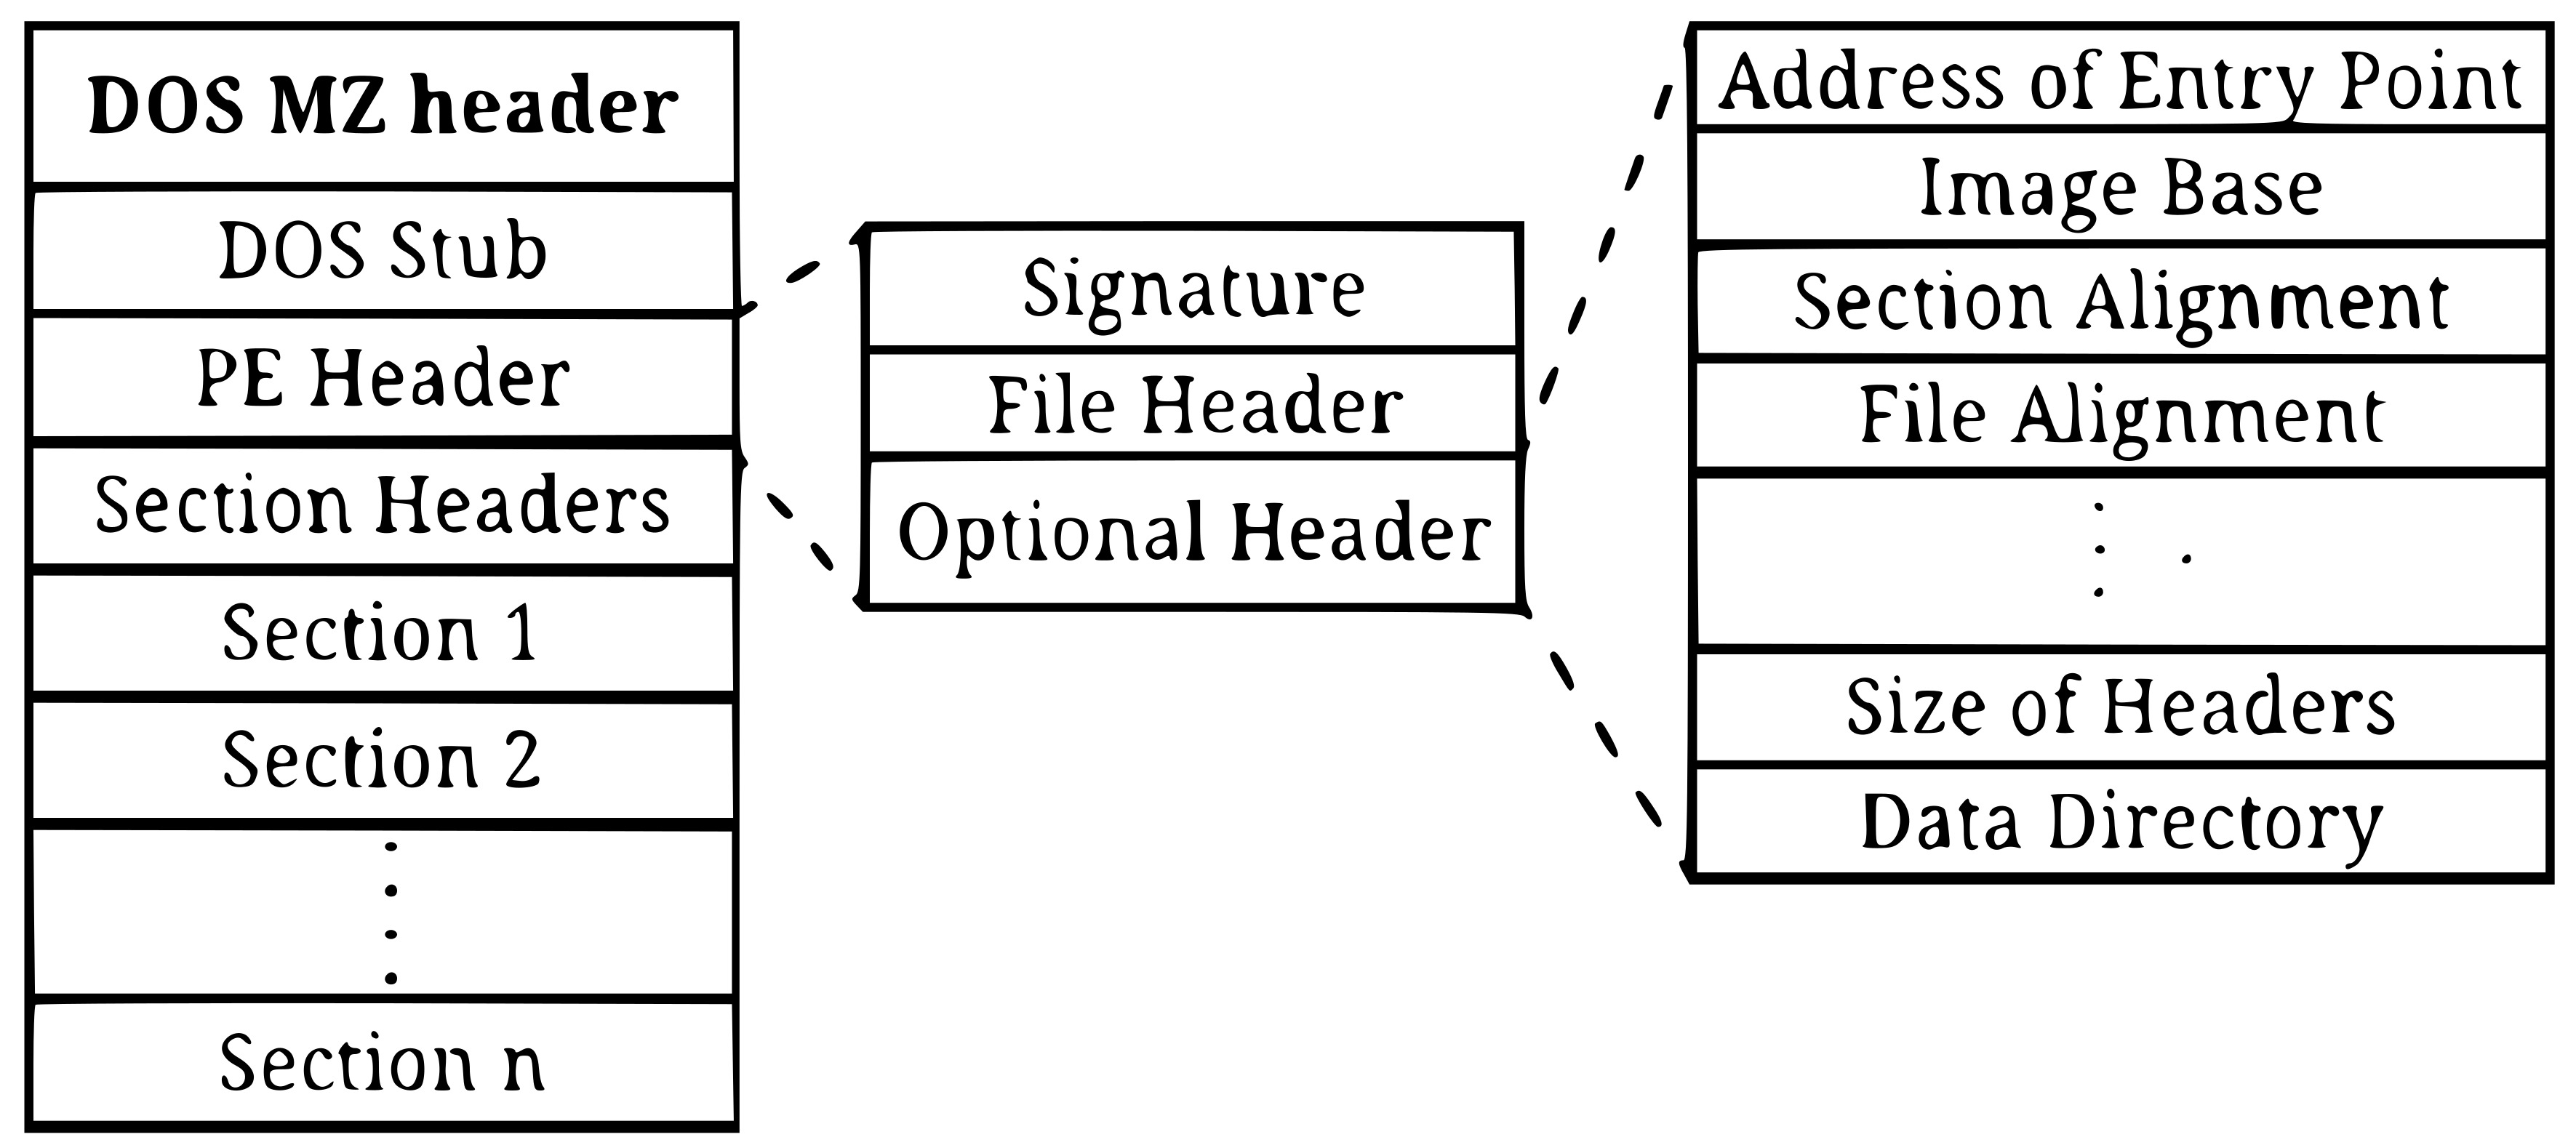 DOS MZ header
DOS Stub
PE Header
Section Headers
Section 1
Section 2
Section n
Signature
File Header
Optional Header
Address of Entry Point
Image Base
Section Alignment
File Alignment
Size of Headers
Data Directory